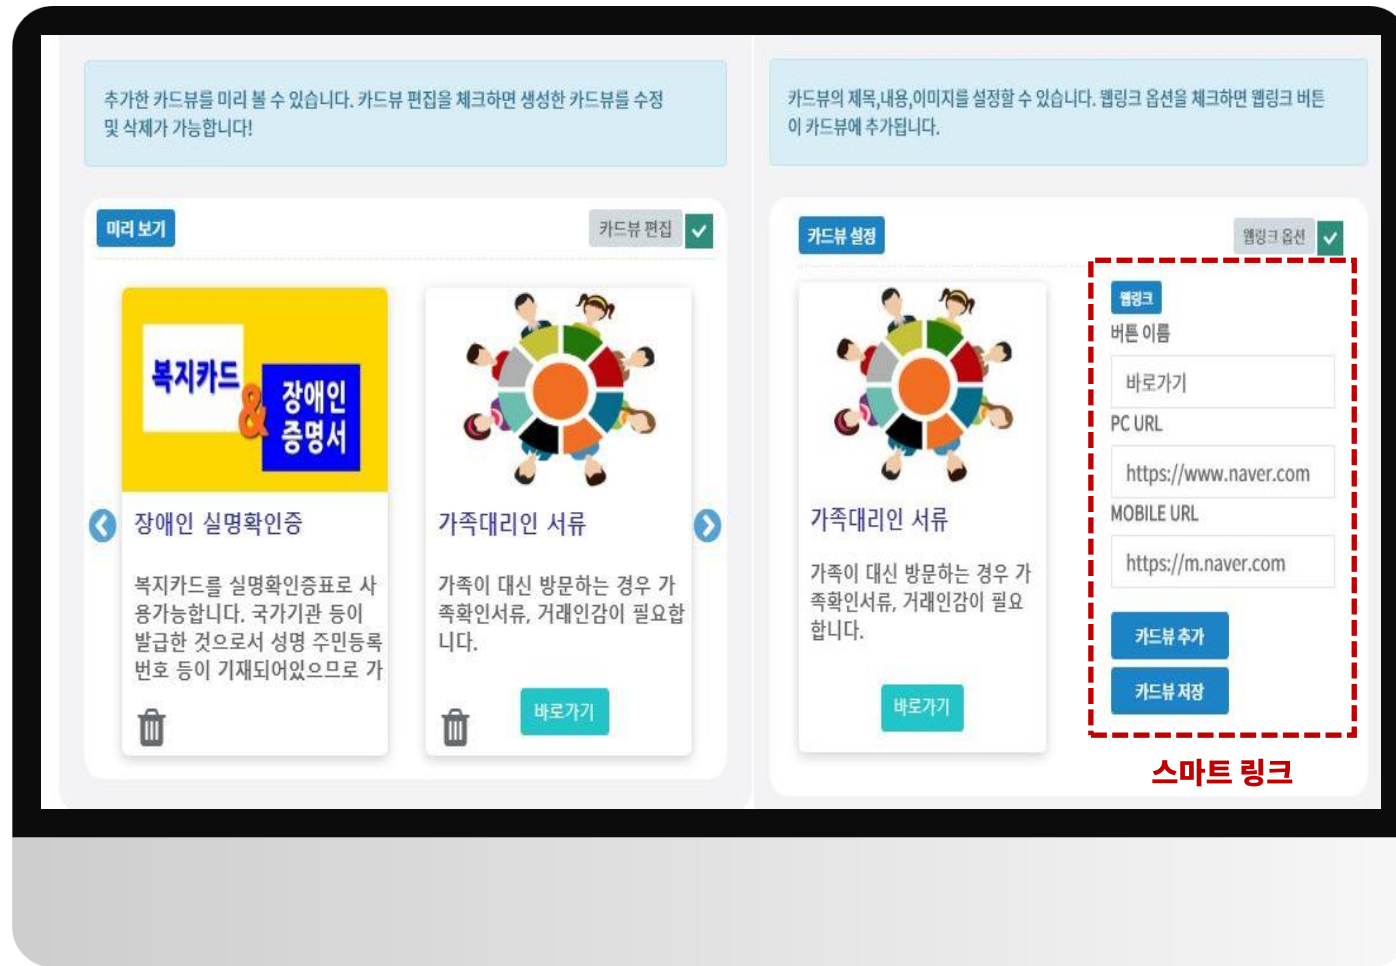 추가한 카드뷰를 미리 볼 수 있습니다. 카드뷰 편집을 체크하면 생성한 카드뷰를 수정
및 삭제가 가능합니다!
미리 보기
카드뷰 편집
복지카드
&
장애인
증명서
장애인 실명확인증
복지카드를 실명확인증표로 사
용가능합니다. 국가기관 등이
발급한 것으로서 성명 주민등록
번호 등이 기재되어있으므로 가
가족대리인 서류
가족이 대신 방문하는 경우 가
족확인서류, 거래인감이 필요합
니다.
바로가기
카드뷰의 제목,내용,이미지를 설정할 수 있습니다. 웹링크 옵션을 체크하면 웹링크 버튼
이 카드뷰에 추가됩니다.
카드뷰 설정
웹링크 옵션
가족대리인 서류
가족이 대신 방문하는 경우 가
족확인서류, 거래인감이 필요
합니다.
바로가기
웹링크
버튼 이름
바로가기
PC URL
https://www.naver.com
MOBILE URL
https://m.naver.com
카드뷰 추가
카드뷰 저장
스마트 링크